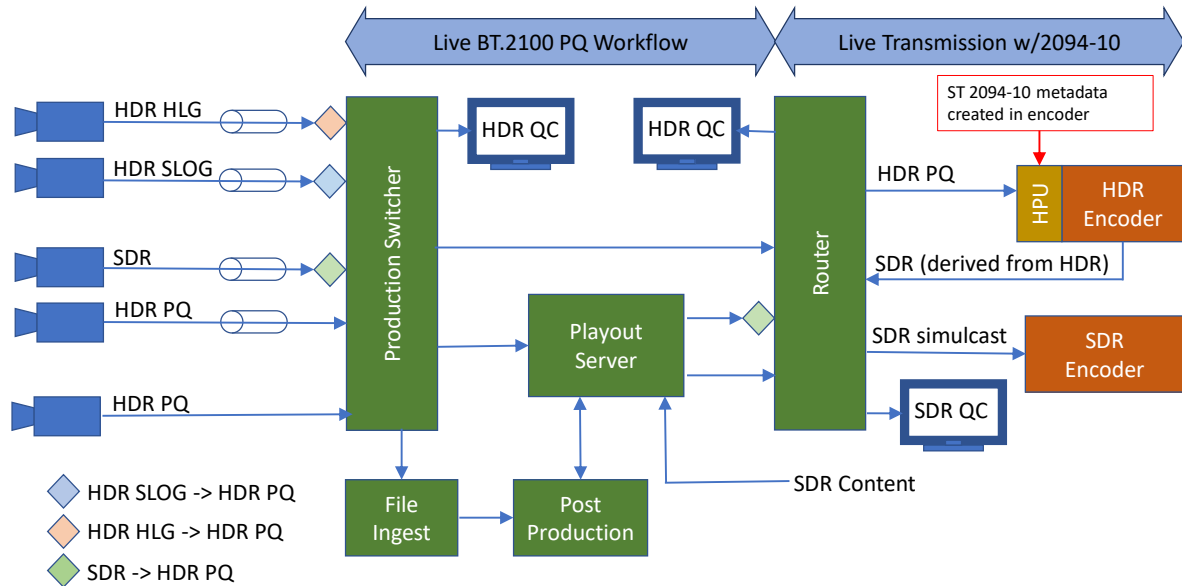 Live BT.2100 PQ Workflow
Live Transmission w/2094-10
ST 2094-10 metadata
created in encoder
HDR HLG
HDR SLOG
SDR
HDR PQ
HDR PQ
Production Switcher
HDR QC
HDR QC
Router
HDR PQ
HPU
HDR
Encoder
SDR (derived from HDR)
Playout
Server
SDR simulcast
SDR
Encoder
SDR QC
SDR Content
File
Ingest
Post
Production
HDR SLOG -> HDR PQ
HDR HLG -> HDR PQ
SDR -> HDR PQ